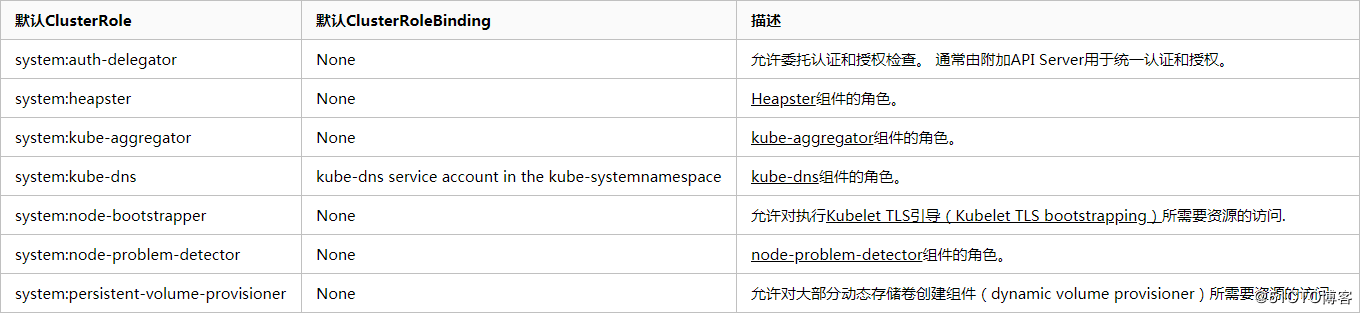 默认ClusterRole 默认ClusterRoleBinding 描述
system:auth-delegator None 允许委托认证和授权检查。 通常由附加API Server用于统一认证和授权。
system:heapster None Heapster组件的角色。
system:kube-aggregator None kube-aggregator组件的角色。
system:kube-dns kube-dns service account in the kube-systemnamespace kube-dns组件的角色。
system:node-bootstrapper None 允许对执行Kubelet TLS引导（Kubelet TLS bootstrapping）所需要资源的访问.
system:node-problem-detector None node-problem-detector组件的角色。
system:persistent-volume-provisioner None 允许对大部分动态存储卷创建组件（dynamic volume provisioner）所需要资源的访问
@51CTO博客